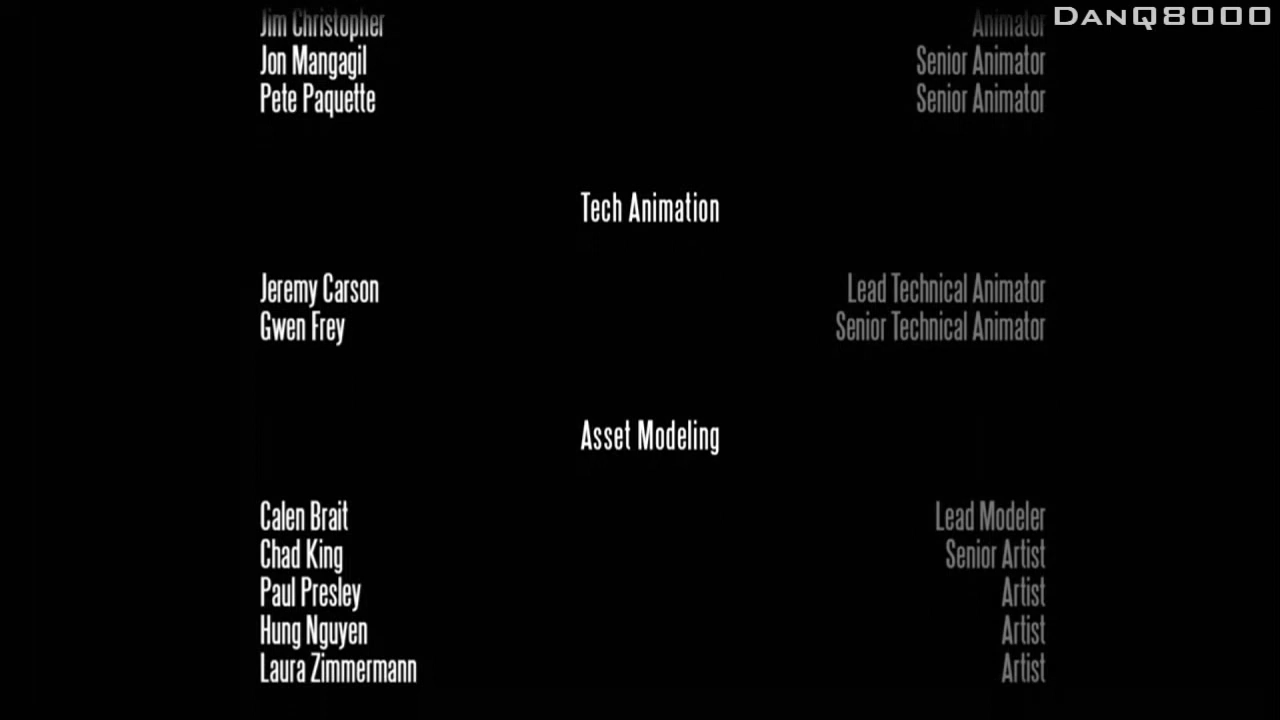 DanQ8000
Jim Christopher Animator
Jon Mangagil Senior Animator
Pete Paquette Senior Animator
Tech Animation
Jeremy Carson Lead Technical Animator
Gwen Frey Senior Technical Animator
Asset Modeling
Calen Brait Lead Modeler
Chad King Senior Artist
Paul Presley Artist
Hung Nguyen Artist
Laura Zimmermann Artist